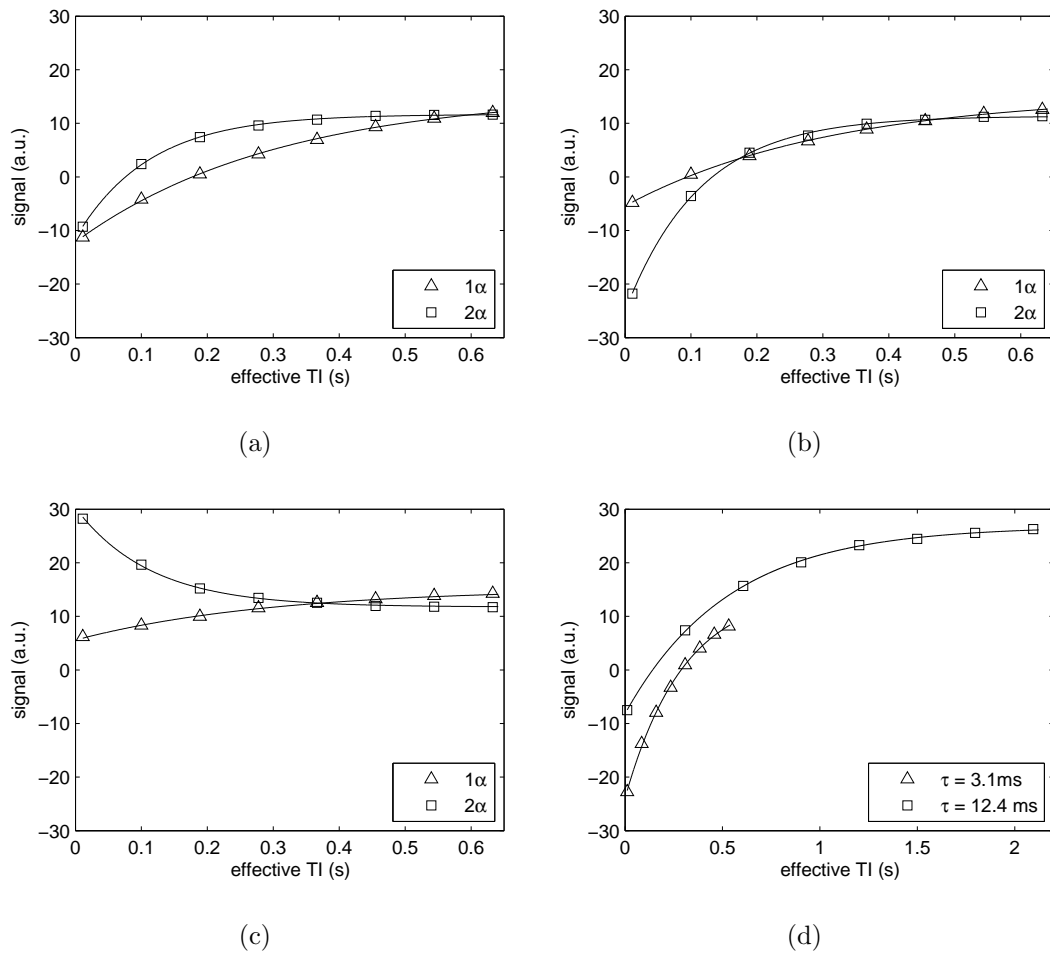 30
20
10
0
−10
−20
−30
signal (a.u.)
0 0.1 0.2 0.3 0.4 0.5 0.6
effective TI (s)
1α
2α
(a)
30
20
10
0
−10
−20
−30
signal (a.u.)
0 0.1 0.2 0.3 0.4 0.5 0.6
effective TI (s)
1α
2α
(b)
30
20
10
0
−10
−20
−30
signal (a.u.)
0 0.1 0.2 0.3 0.4 0.5 0.6
effective TI (s)
1α
2α
(c)
30
20
10
0
−10
−20
−30
signal (a.u.)
0 0.5 1 1.5 2
effective TI (s)
τ = 3.1ms
τ = 12.4 ms
(d)